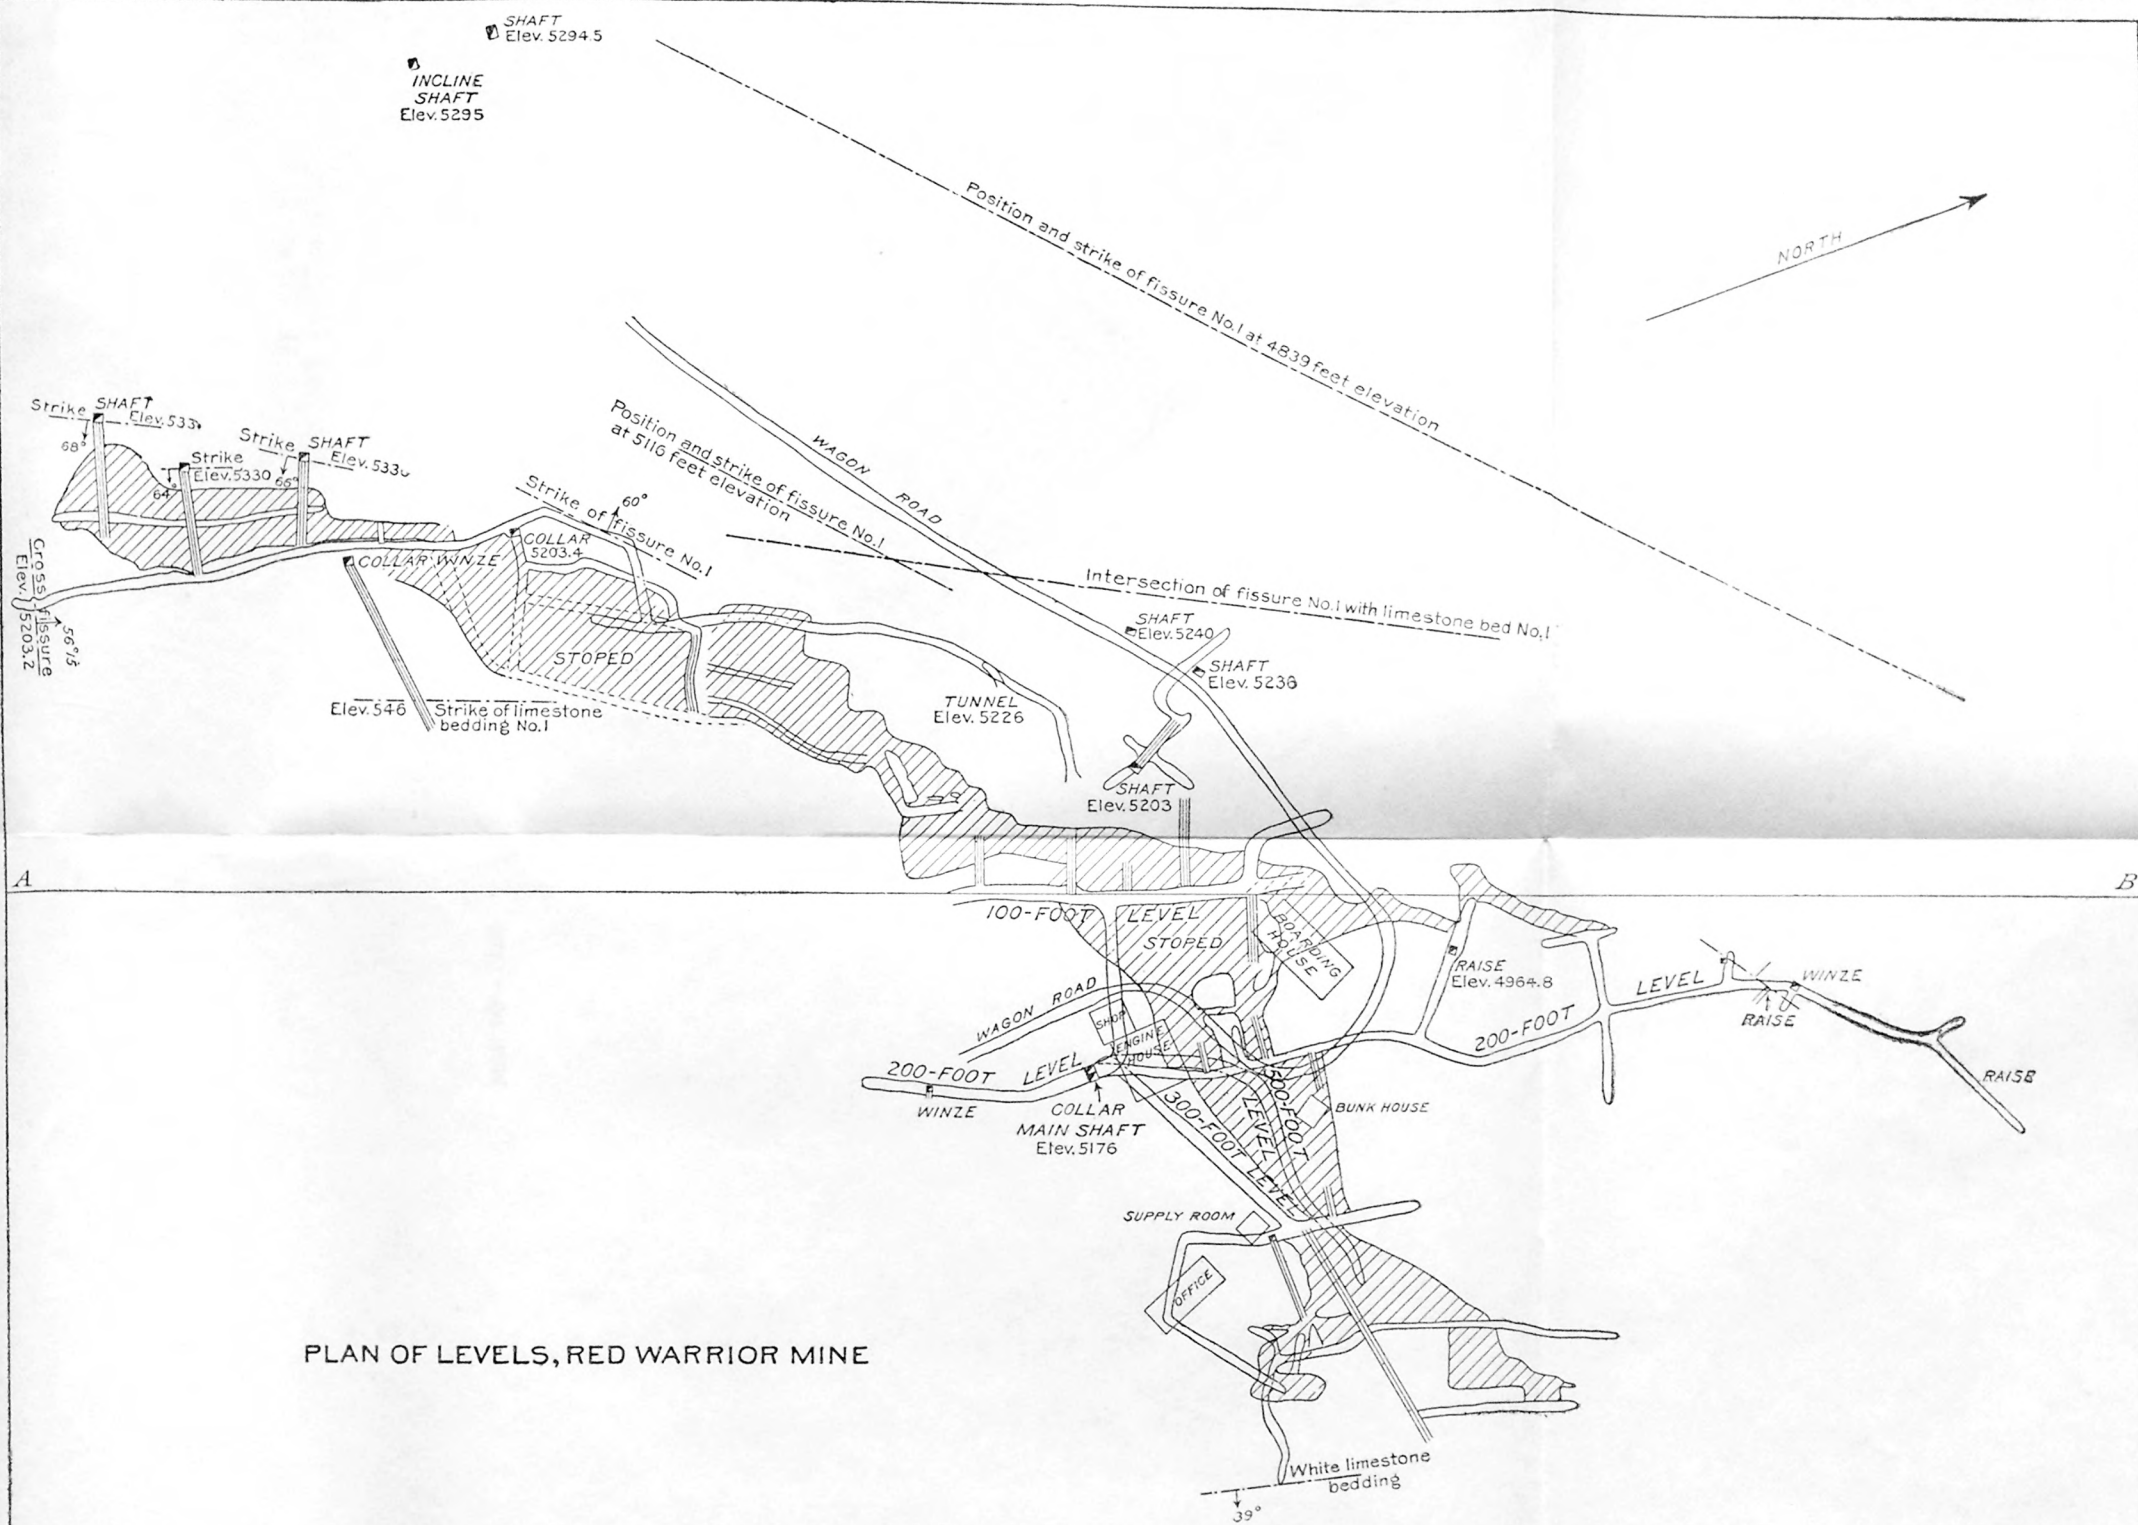 SHAFT
Elev. 5294.5
INCLINE
SHAFT
Elev. 5295
Position and strike of fissure No.1 at 4839 feet elevation
NORTH
WAGON ROAD
Position and strike of fissure No.1
at 5116 feet elevation
Strike SHAFT
Elev. 533
68°
Strike
Elev. 5330
64°
Strike SHAFT
Elev. 533
66°
Strike of fissure No.1
60°
COLLAR
5203.4
COLLAR WINZE
Cross fissure
Elev. 5203.2
56°15'
Intersection of fissure No.1 with limestone bed No.1
SHAFT
Elev. 5240
SHAFT
Elev. 5238
STOPED
Elev. 546
Strike of limestone
bedding No.1
TUNNEL
Elev. 5226
SHAFT
Elev. 5203
A
B
100-FOOT LEVEL
STOPED
BOARDING
HOUSE
RAISE
Elev. 4964.8
200-FOOT LEVEL
WINZE
RAISE
RAISE
WAGON ROAD
SHOP
ENGINE
HOUSE
200-FOOT LEVEL
WINZE
COLLAR
MAIN SHAFT
Elev. 5176
300-FOOT LEVEL
LEVEL
BUNK HOUSE
SUPPLY ROOM
OFFICE
PLAN OF LEVELS, RED WARRIOR MINE
White limestone
bedding
39°